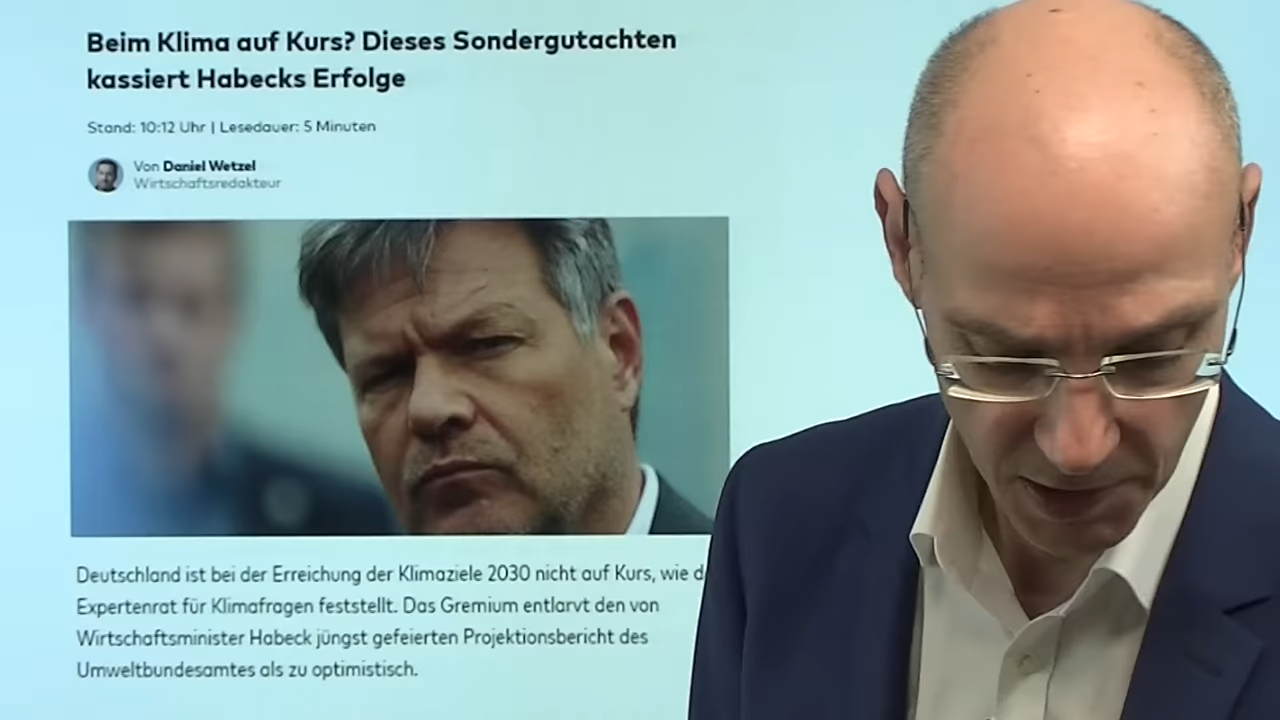 Beim Klima auf Kurs? Dieses Sondergutachten
kassiert Habecks Erfolge
Stand: 10:12 Uhr | Lesedauer: 5 Minuten
Von Daniel Wetzel
Wirtschaftsredakteur
Deutschland ist bei der Erreichung der Klimaziele 2030 nicht auf Kurs, wie
Expertenrat für Klimafragen feststellt. Das Gremium entlarvt den von
Wirtschaftsminister Habeck jüngst gefeierten Projektionsbericht des
Umweltbundesamtes als zu optimistisch.